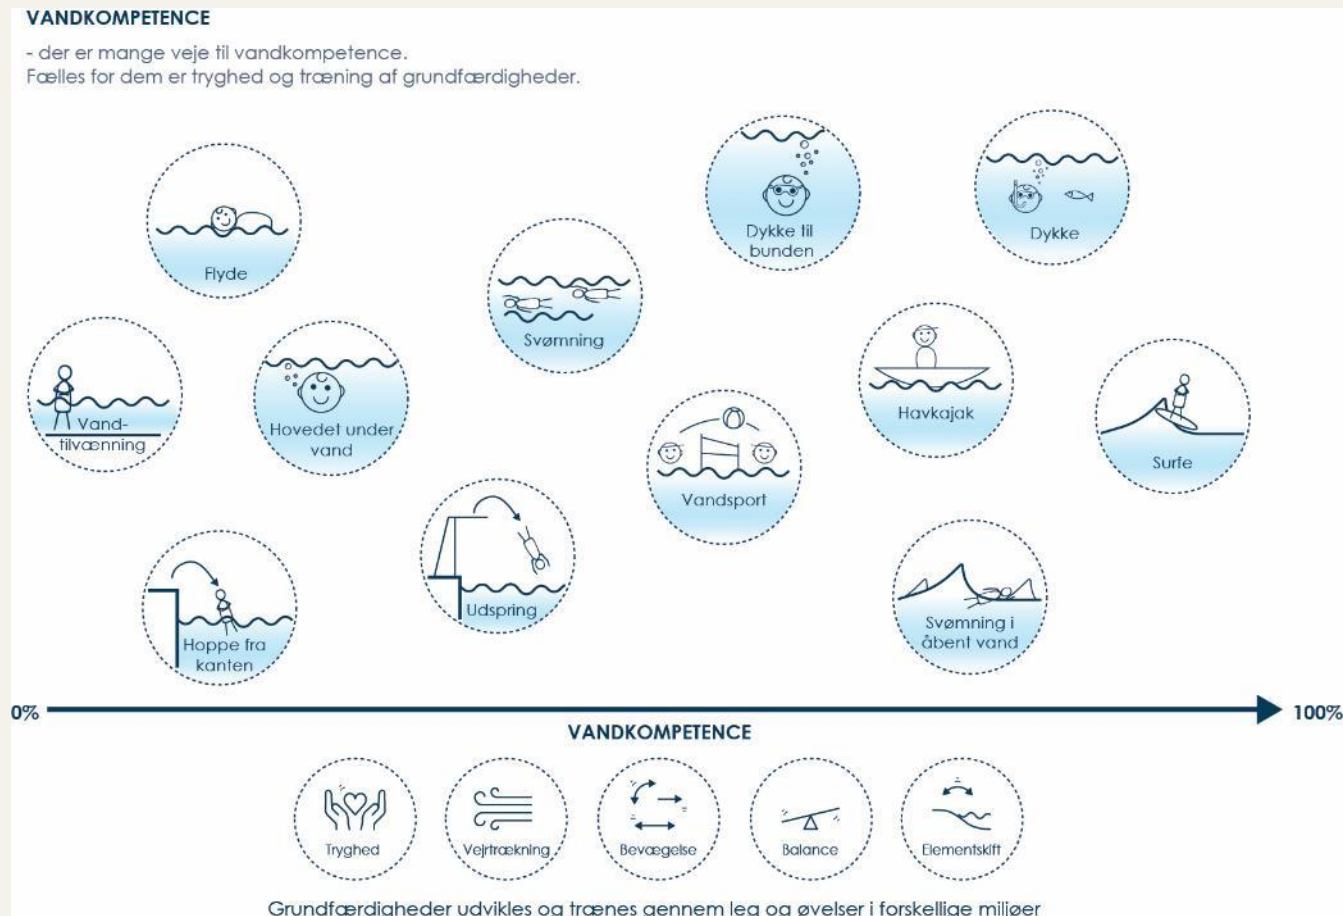 VANDKOMPETENCE
- der er mange veje til vandkompetence.
Fælles for dem er tryghed og træning af grundfærdigheder.
Flyde
Vand-
tilvænning
Hovedet under
vand
Hoppe fra
kanten
Svømning
Udspring
Dykke til
bunden
Vandsport
Dykke
Havkajak
Surfe
Svømning i
åbent vand
0%
100%
VANDKOMPETENCE
Tryghed
Vejrtrækning
Bevægelse
Balance
Elementskift
Grundfærdigheder udvikles og trænes gennem leg og øvelser i forskellige miljøer